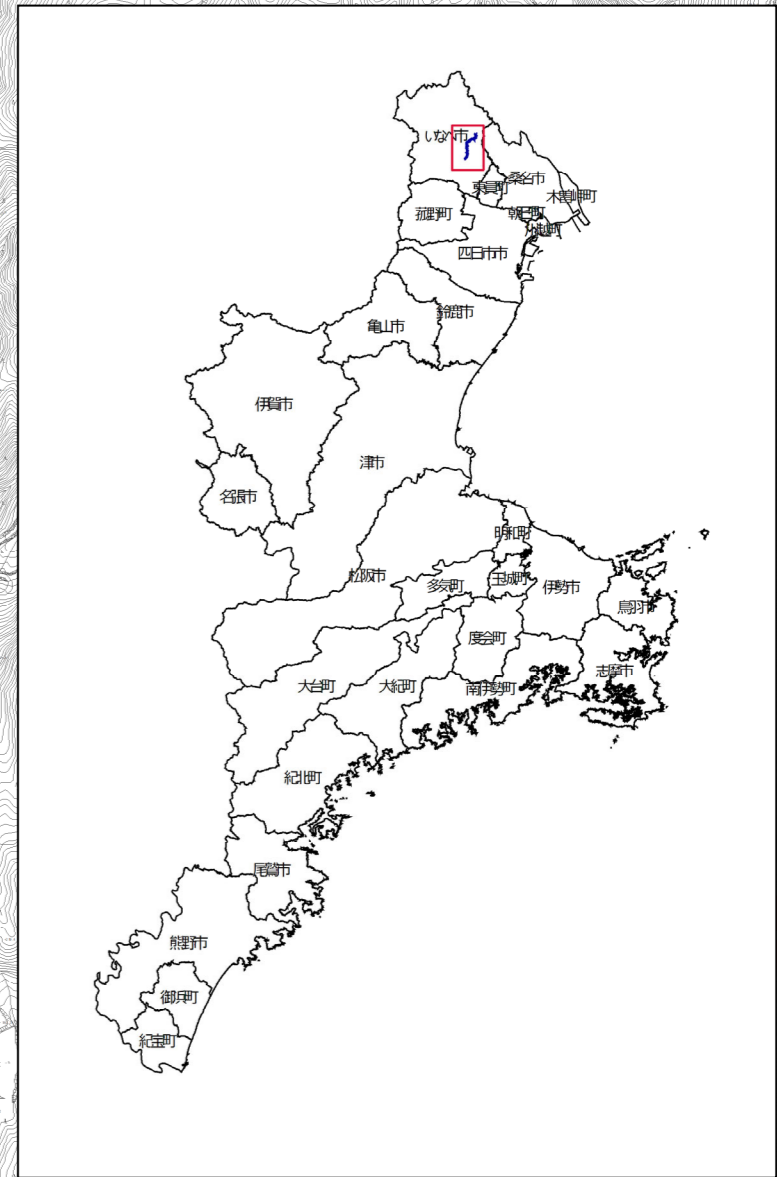 いなべ市
東員町
桑名市
木曽岬町
菰野町
朝日町
川越町
四日市市
鈴鹿市
亀山市
伊賀市
津市
名張市
明和町
松阪市
多気町
玉城町
伊勢市
鳥羽市
度会町
志摩市
大台町
大紀町
南伊勢町
紀北町
尾鷲市
熊野市
御浜町
紀宝町